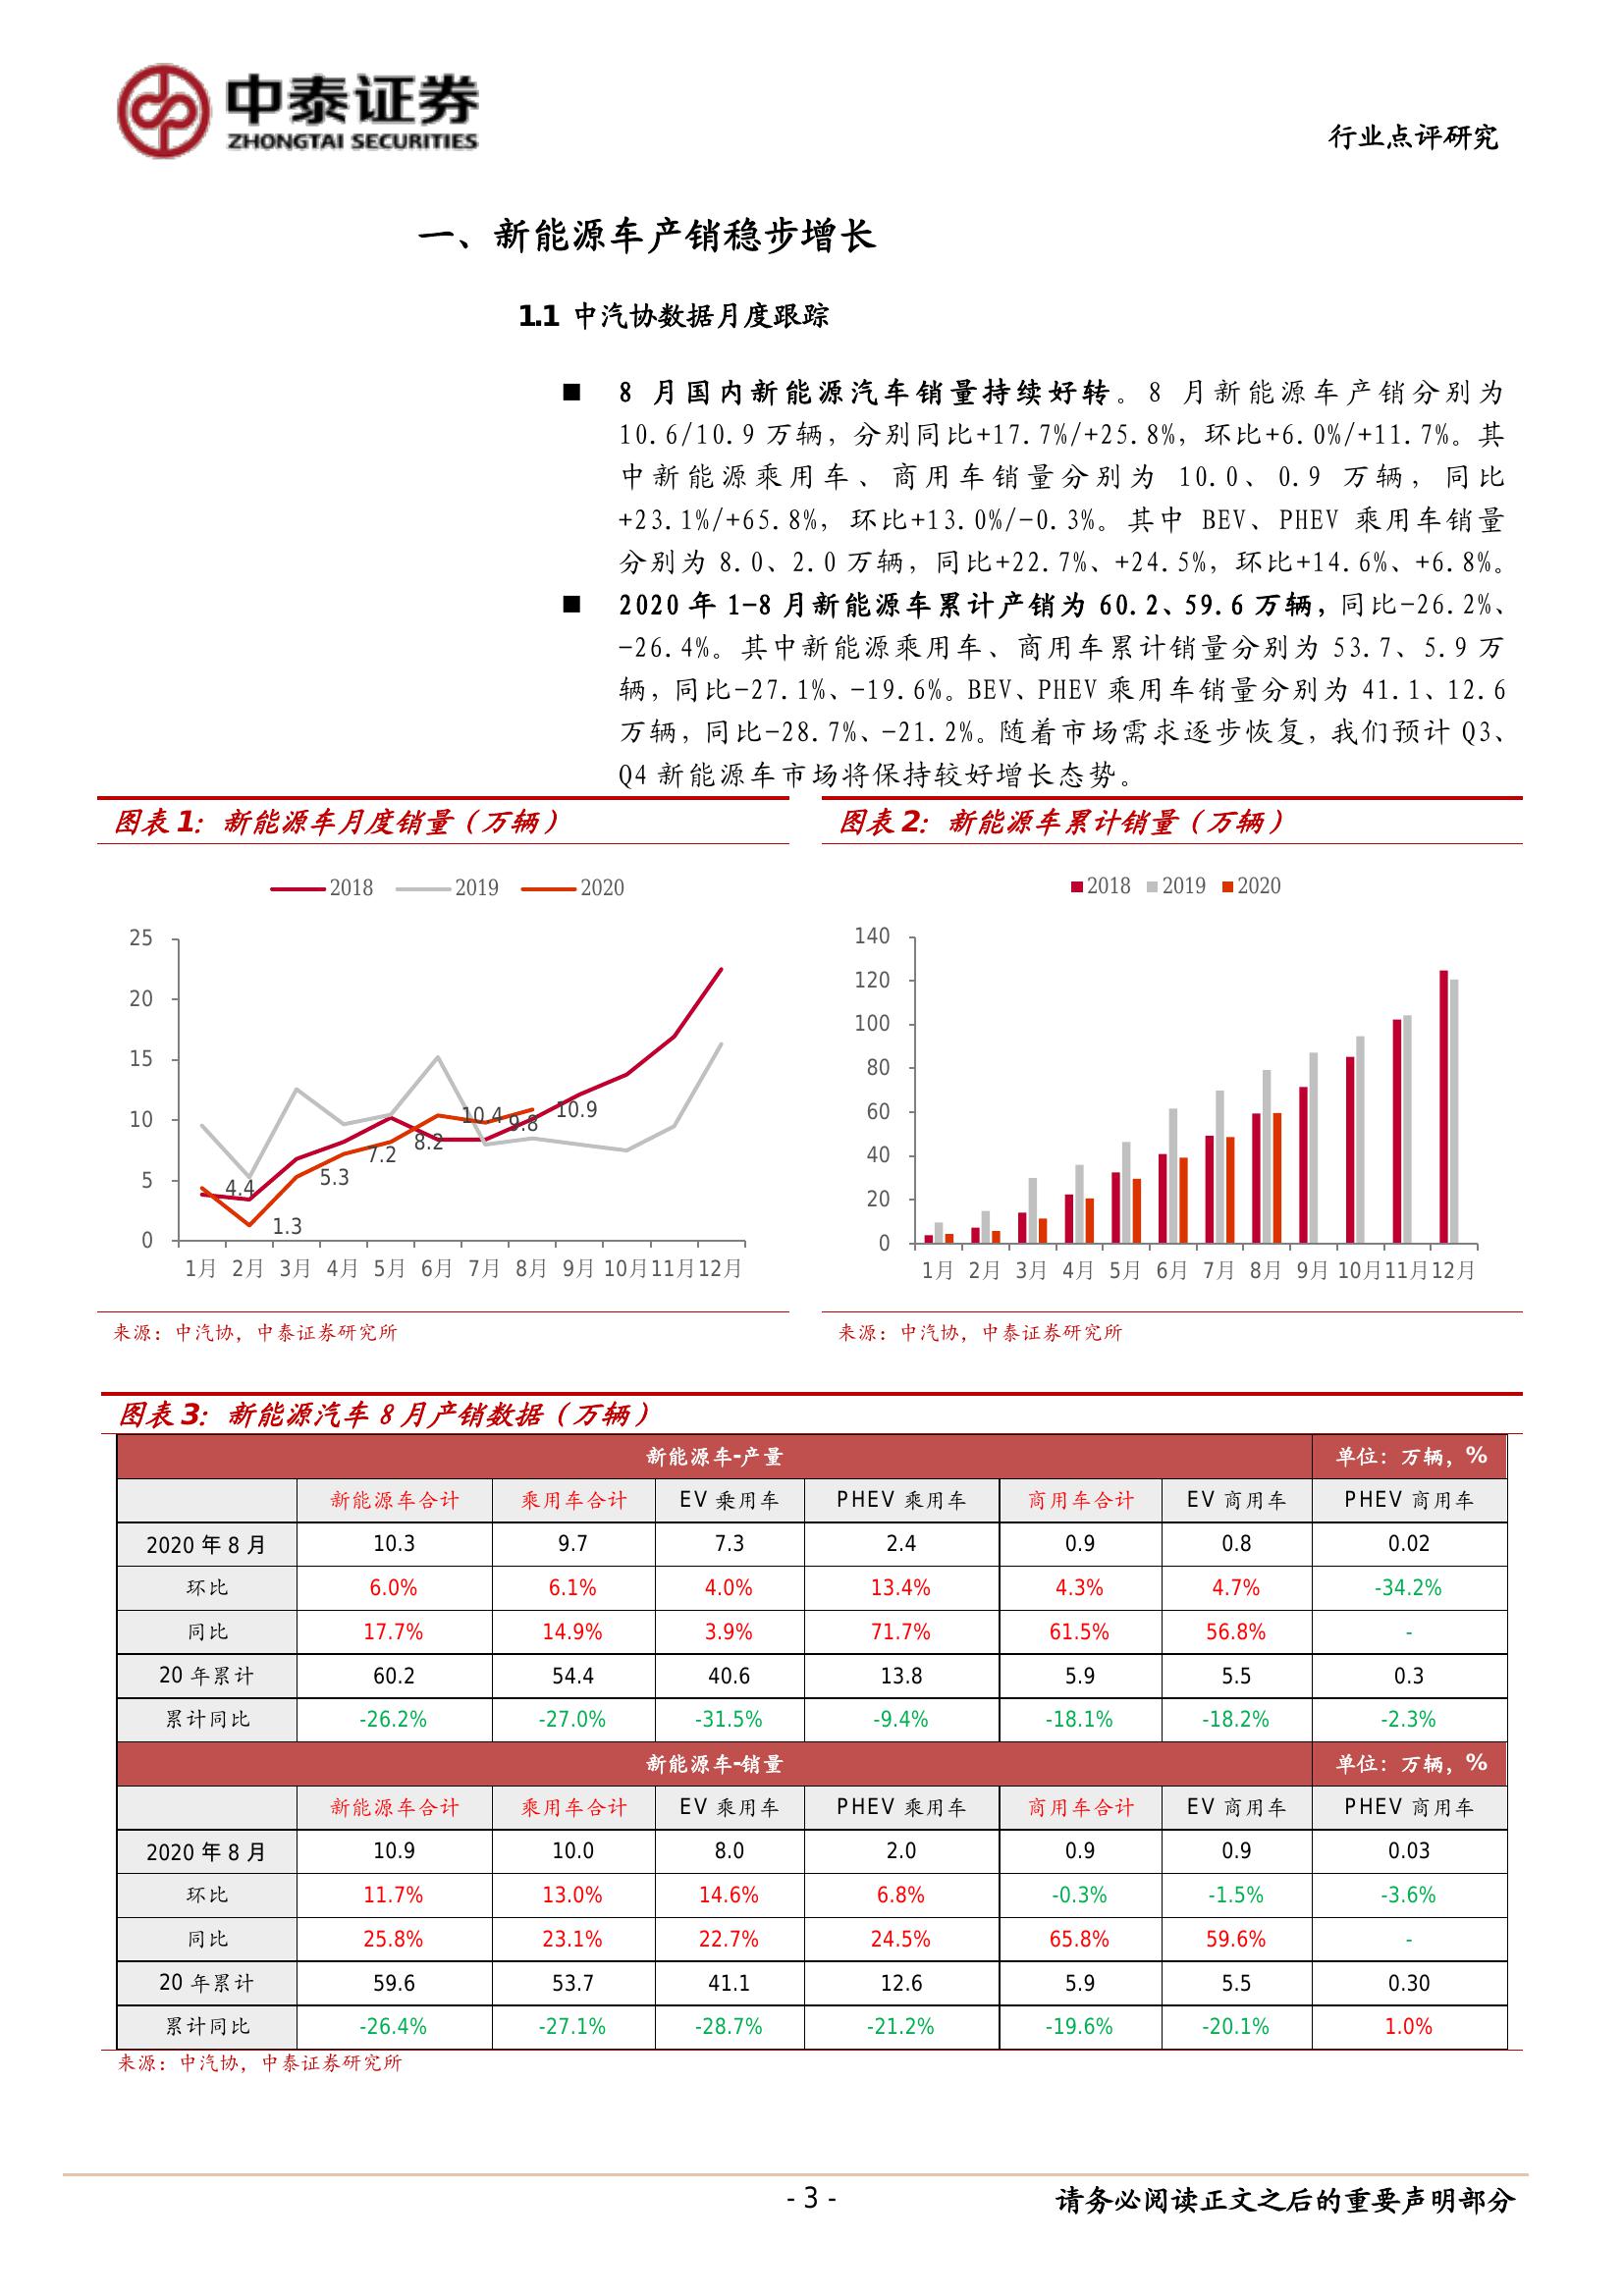 中泰证券
ZHONGTAI SECURITIES
行业点评研究
一、新能源车产销稳步增长
1.1 中汽协数据月度跟踪
■ 8 月国内新能源汽车销量持续好转。8 月新能源车产销分别为
10.6/10.9 万辆，分别同比+17.7%/+25.8%，环比+6.0%/+11.7%。其
中新能源乘用车、商用车销量分别为 10.0、0.9 万辆，同比
+23.1%/+65.8%，环比+13.0%/-0.3%。其中 BEV、PHEV 乘用车销量
分别为 8.0、2.0 万辆，同比+22.7%、+24.5%，环比+14.6%、+6.8%。
■ 2020 年 1-8 月新能源车累计产销为 60.2、59.6 万辆，同比-26.2%、
-26.4%。其中新能源乘用车、商用车累计销量分别为 53.7、5.9 万
辆，同比-27.1%、-19.6%。BEV、PHEV 乘用车销量分别为 41.1、12.6
万辆，同比-28.7%、-21.2%。随着市场需求逐步恢复，我们预计 Q3、
Q4 新能源车市场将保持较好增长态势。
图表 1：新能源车月度销量（万辆）
2018 2019 2020
25
20
15
10
5
0
4.4
1.3
5.3
7.2
8.2
10.4
9.8
10.9
1月 2月 3月 4月 5月 6月 7月 8月 9月 10月 11月 12月
来源：中汽协，中泰证券研究所
图表 2：新能源车累计销量（万辆）
2018 2019 2020
140
120
100
80
60
40
20
0
1月 2月 3月 4月 5月 6月 7月 8月 9月 10月 11月 12月
来源：中汽协，中泰证券研究所
图表 3：新能源汽车 8 月产销数据（万辆）
新能源车-产量 单位：万辆，%
新能源车合计 乘用车合计 EV 乘用车 PHEV 乘用车 商用车合计 EV 商用车 PHEV 商用车
2020 年 8 月 10.3 9.7 7.3 2.4 0.9 0.8 0.02
环比 6.0% 6.1% 4.0% 13.4% 4.3% 4.7% -34.2%
同比 17.7% 14.9% 3.9% 71.7% 61.5% 56.8% -
20 年累计 60.2 54.4 40.6 13.8 5.9 5.5 0.3
累计同比 -26.2% -27.0% -31.5% -9.4% -18.1% -18.2% -2.3%
新能源车-销量 单位：万辆，%
新能源车合计 乘用车合计 EV 乘用车 PHEV 乘用车 商用车合计 EV 商用车 PHEV 商用车
2020 年 8 月 10.9 10.0 8.0 2.0 0.9 0.9 0.03
环比 11.7% 13.0% 14.6% 6.8% -0.3% -1.5% -3.6%
同比 25.8% 23.1% 22.7% 24.5% 65.8% 59.6% -
20 年累计 59.6 53.7 41.1 12.6 5.9 5.5 0.30
累计同比 -26.4% -27.1% -28.7% -21.2% -19.6% -20.1% 1.0%
来源：中汽协，中泰证券研究所
- 3 -
请务必阅读正文之后的重要声明部分